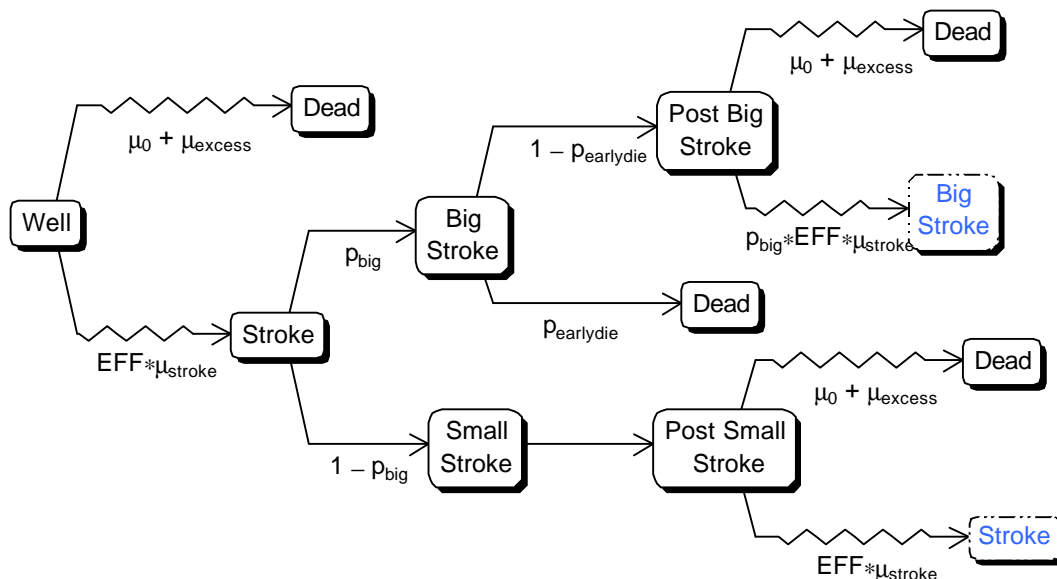 Dead
μ0 + μexcess
Dead
μ0 + μexcess
Post Big
Stroke
1 – pearlydie
Well
Big
Stroke
pbig
Big
Stroke
pbig*EFF*μstroke
Dead
pearlydie
Stroke
EFF*μstroke
Dead
μ0 + μexcess
Small
Stroke
1 – pbig
Post Small
Stroke
Stroke
EFF*μstroke